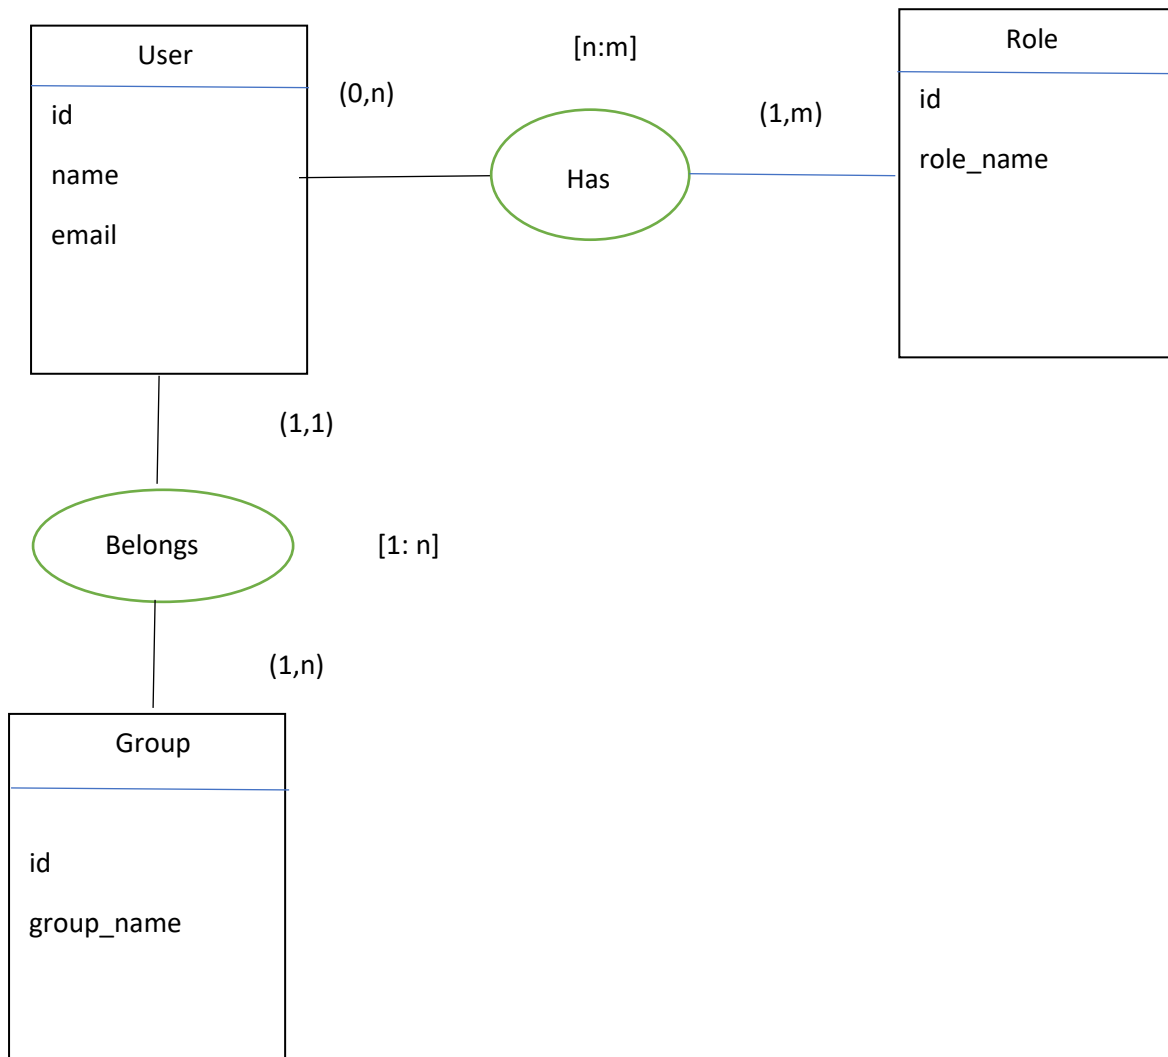 User
id
name
email
(0,n)
[n:m]
Has
(1,m)
Role
id
role_name
(1,1)
Belongs
[1: n]
(1,n)
Group
id
group_name